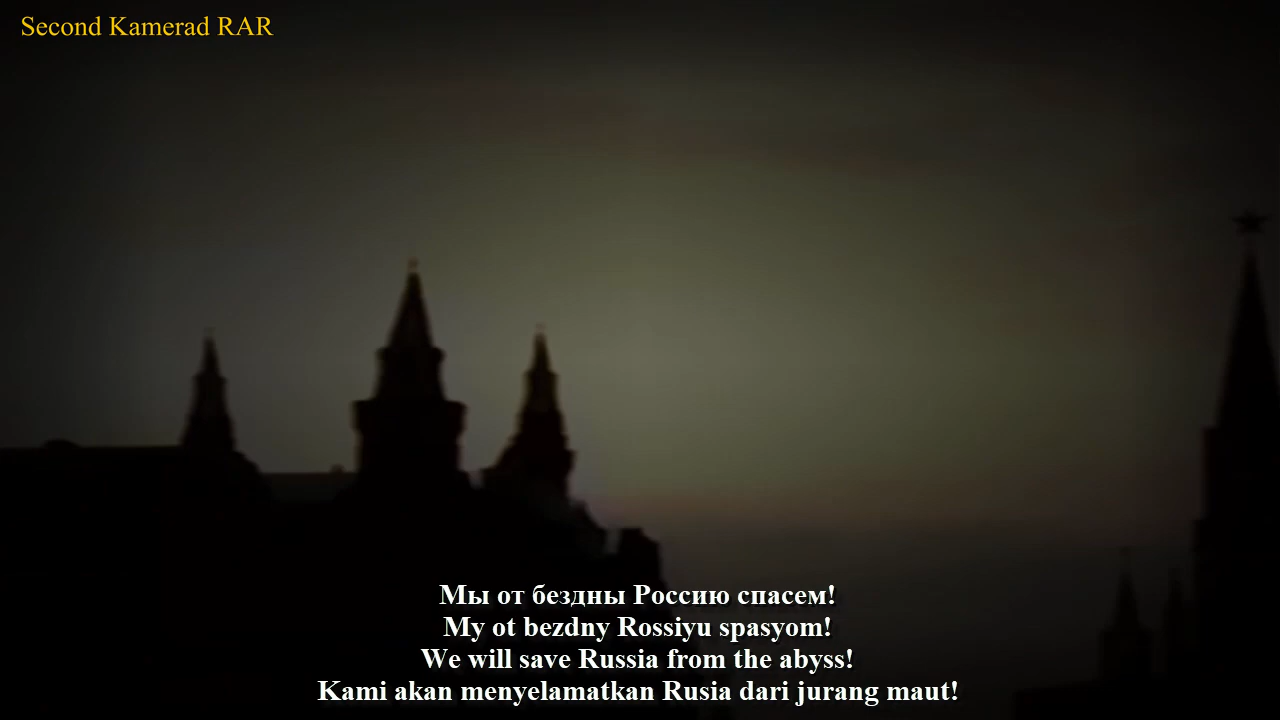 Second Kamerad RAR
Мы от бездны Россию спасем!
My ot bezdny Rossiyu spasyom!
We will save Russia from the abyss!
Kami akan menyelamatkan Rusia dari jurang maut!